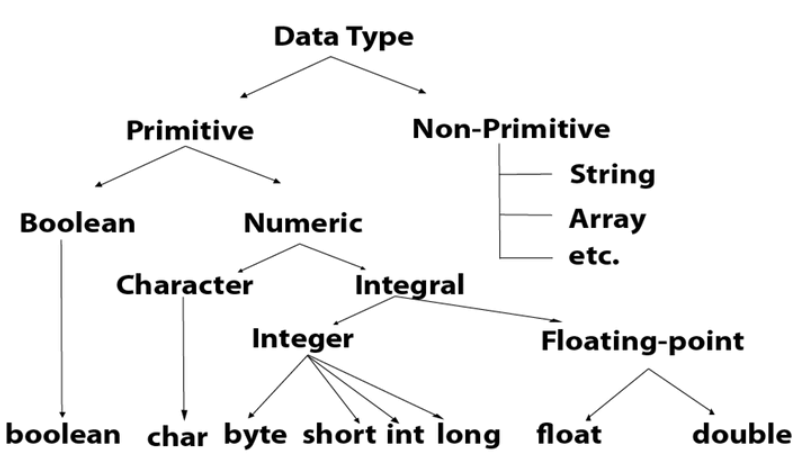 Data Type
Primitive
Non-Primitive
String
Array
etc.
Boolean
Numeric
Character
Integral
Integer
Floating-point
boolean
char
byte
short
int
long
float
double